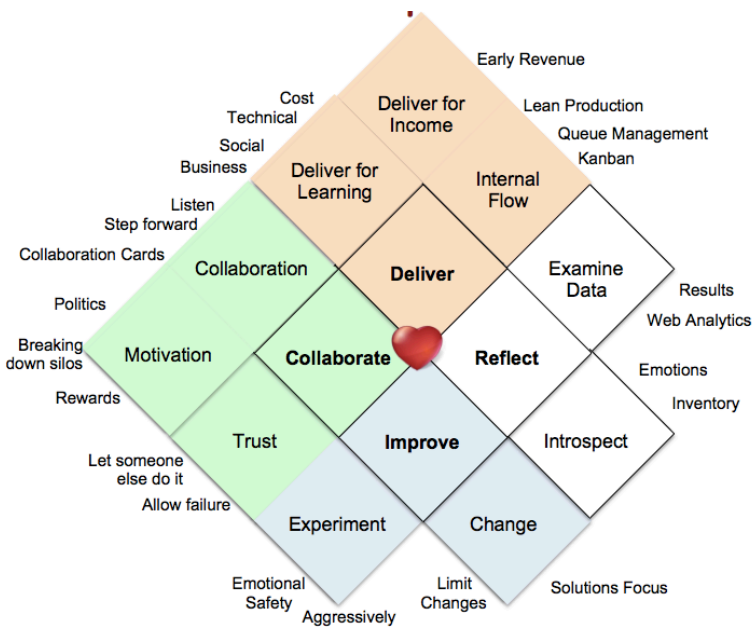 Early Revenue
Cost
Technical
Deliver for
Income
Lean Production
Queue Management
Kanban
Social
Business
Deliver for
Learning
Internal
Flow
Listen
Step forward
Collaboration Cards
Collaboration
Deliver
Examine
Data
Results
Web Analytics
Politics
Breaking
down silos
Motivation
Collaborate
Reflect
Emotions
Inventory
Rewards
Trust
Improve
Introspect
Let someone
else do it
Allow failure
Experiment
Change
Emotional
Safety
Aggressively
Limit
Changes
Solutions Focus